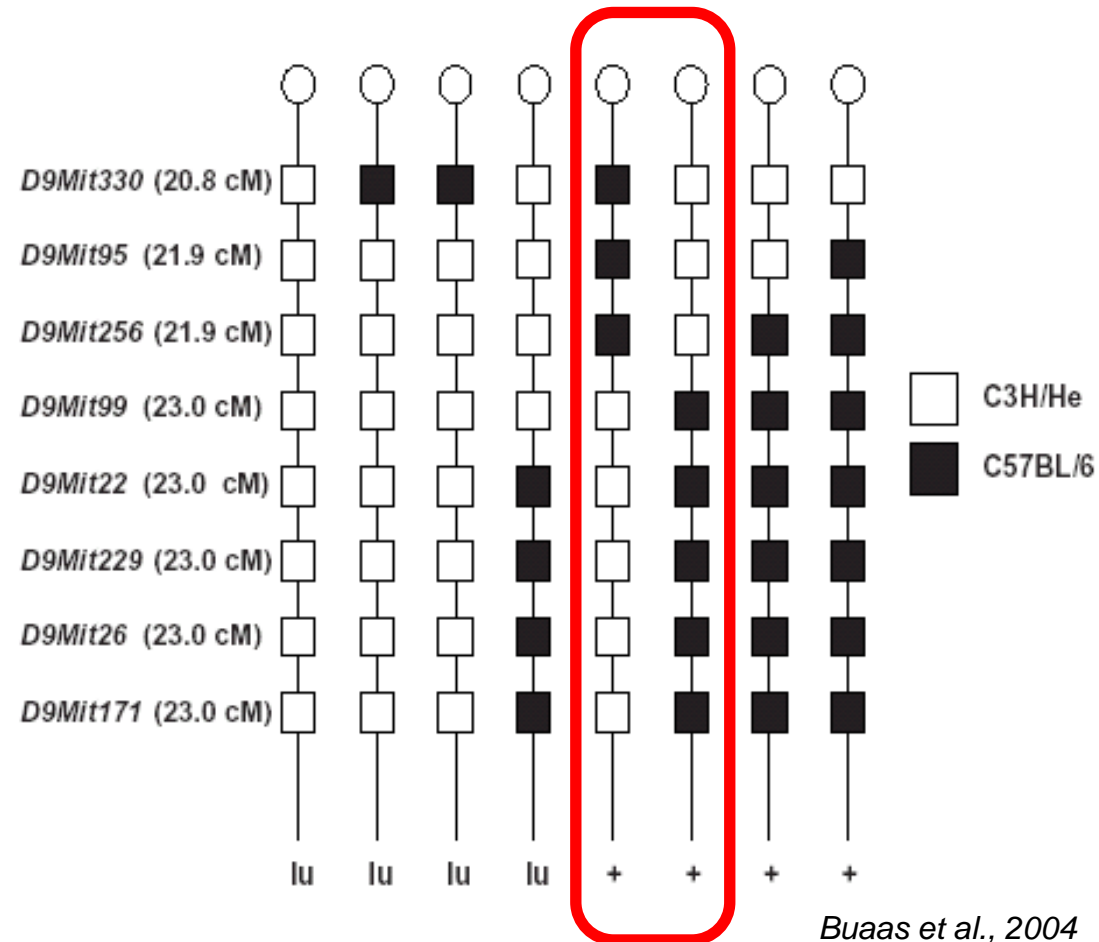 D9Mit330 (20.8 cM)
D9Mit95 (21.9 cM)
D9Mit256 (21.9 cM)
D9Mit99 (23.0 cM)
D9Mit22 (23.0 cM)
D9Mit229 (23.0 cM)
D9Mit26 (23.0 cM)
D9Mit171 (23.0 cM)
C3H/He
C57BL/6
lu lu lu lu + + + +
Buaas et al., 2004